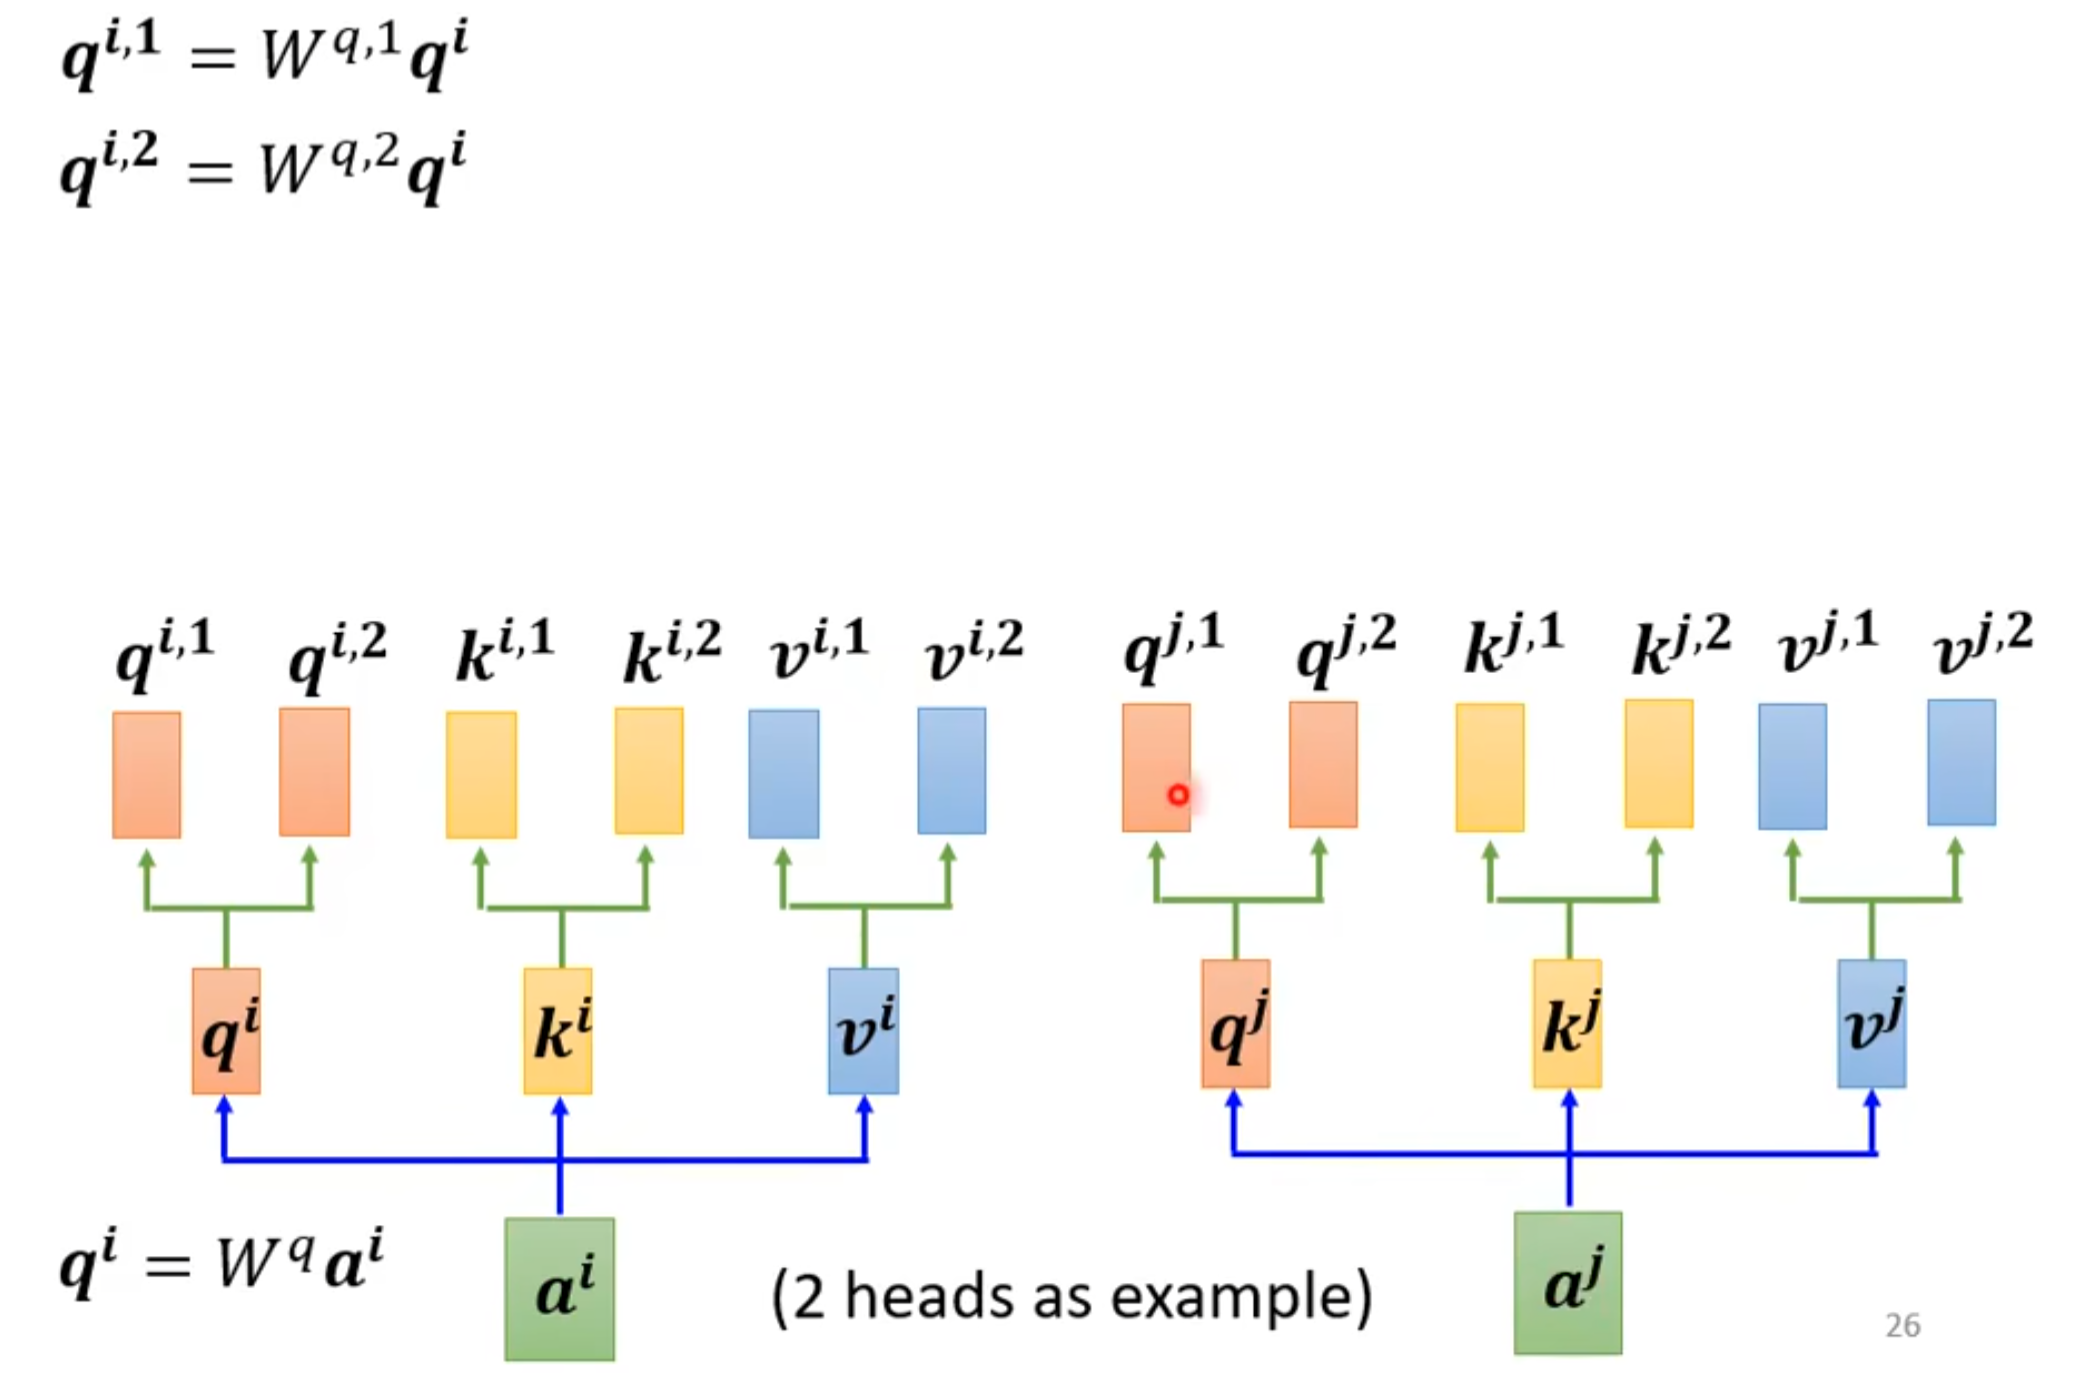 q^{i,1} = W^{q,1}q^i
q^{i,2} = W^{q,2}q^i
q^{i,1} q^{i,2} k^{i,1} k^{i,2} v^{i,1} v^{i,2} q^{j,1} q^{j,2} k^{j,1} k^{j,2} v^{j,1} v^{j,2}
q^i k^i v^i q^j k^j v^j
q^i = W^q a^i
a^i
(2 heads as example)
a^j
26